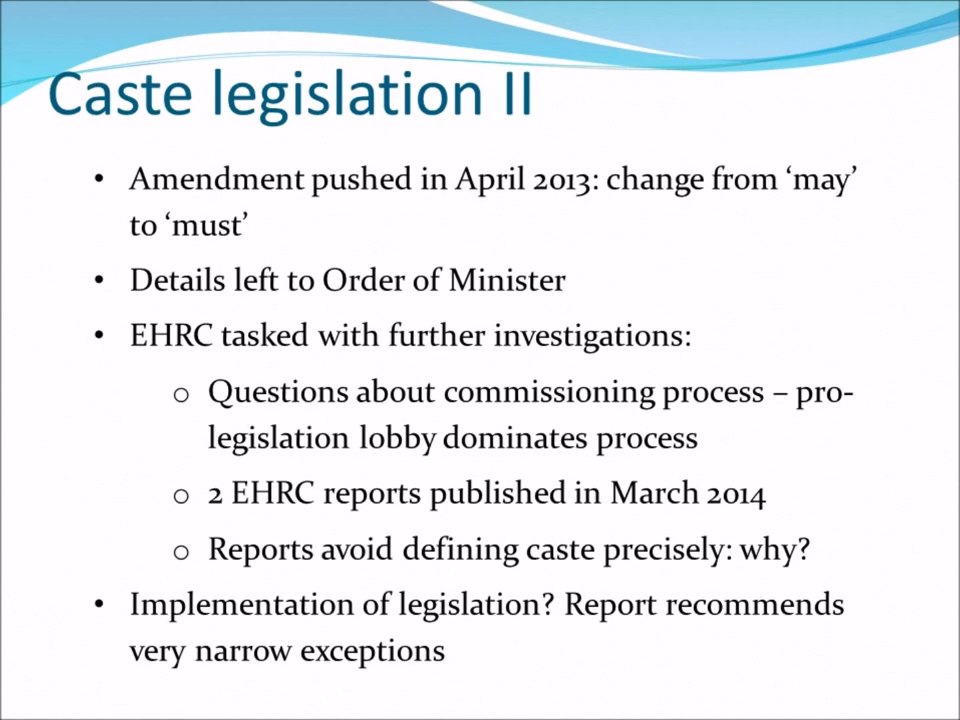 Caste legislation II
• Amendment pushed in April 2013: change from ‘may’
to ‘must’
• Details left to Order of Minister
• EHRC tasked with further investigations:
o Questions about commissioning process – pro-
legislation lobby dominates process
o 2 EHRC reports published in March 2014
o Reports avoid defining caste precisely: why?
• Implementation of legislation? Report recommends
very narrow exceptions